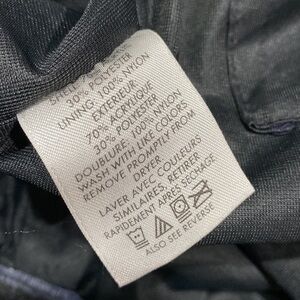 30% POLYESTER
LINING: 100% NYLON
EXTERIEUR:
70% ACRYLIQUE
30% POLYESTER
DOUBLURE: 100% NYLON
WASH WITH LIKE COLORS
REMOVE PROMPTLY FROM
DRYER
LAVER AVEC COULEURS
SIMILAIRES, RETIRER
RAPIDEMENT APRES SECHAGE
ALSO SEE REVERSE